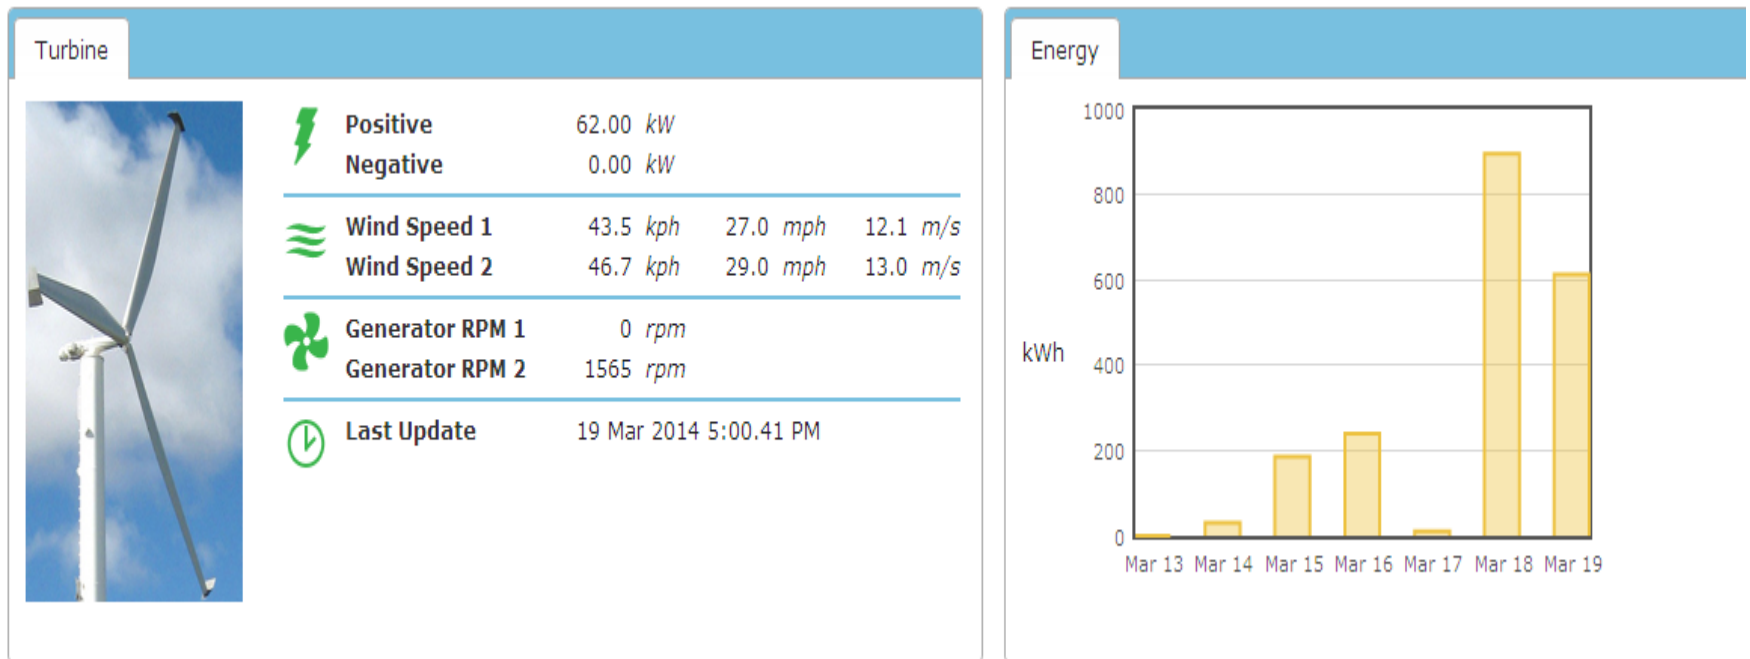 Turbine
Positive 62.00 kW
Negative 0.00 kW
Wind Speed 1 43.5 kph 27.0 mph 12.1 m/s
Wind Speed 2 46.7 kph 29.0 mph 13.0 m/s
Generator RPM 1 0 rpm
Generator RPM 2 1565 rpm
Last Update 19 Mar 2014 5:00.41 PM
Energy
1000
800
600
kWh
400
200
0
Mar 13 Mar 14 Mar 15 Mar 16 Mar 17 Mar 18 Mar 19